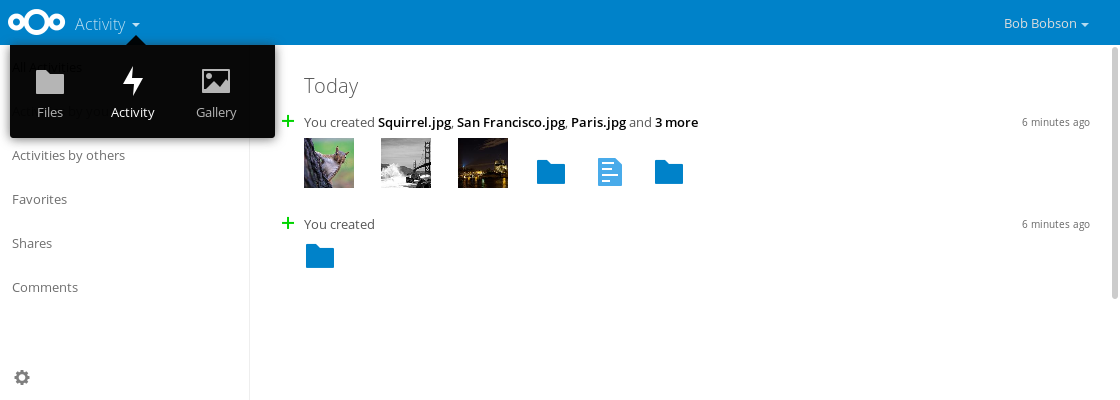 Activity
Bob Bobson
Files
Activity
Gallery
Activities by others
Favorites
Shares
Comments
Today
You created Squirrel.jpg, San Francisco.jpg, Paris.jpg and 3 more
6 minutes ago
You created
6 minutes ago